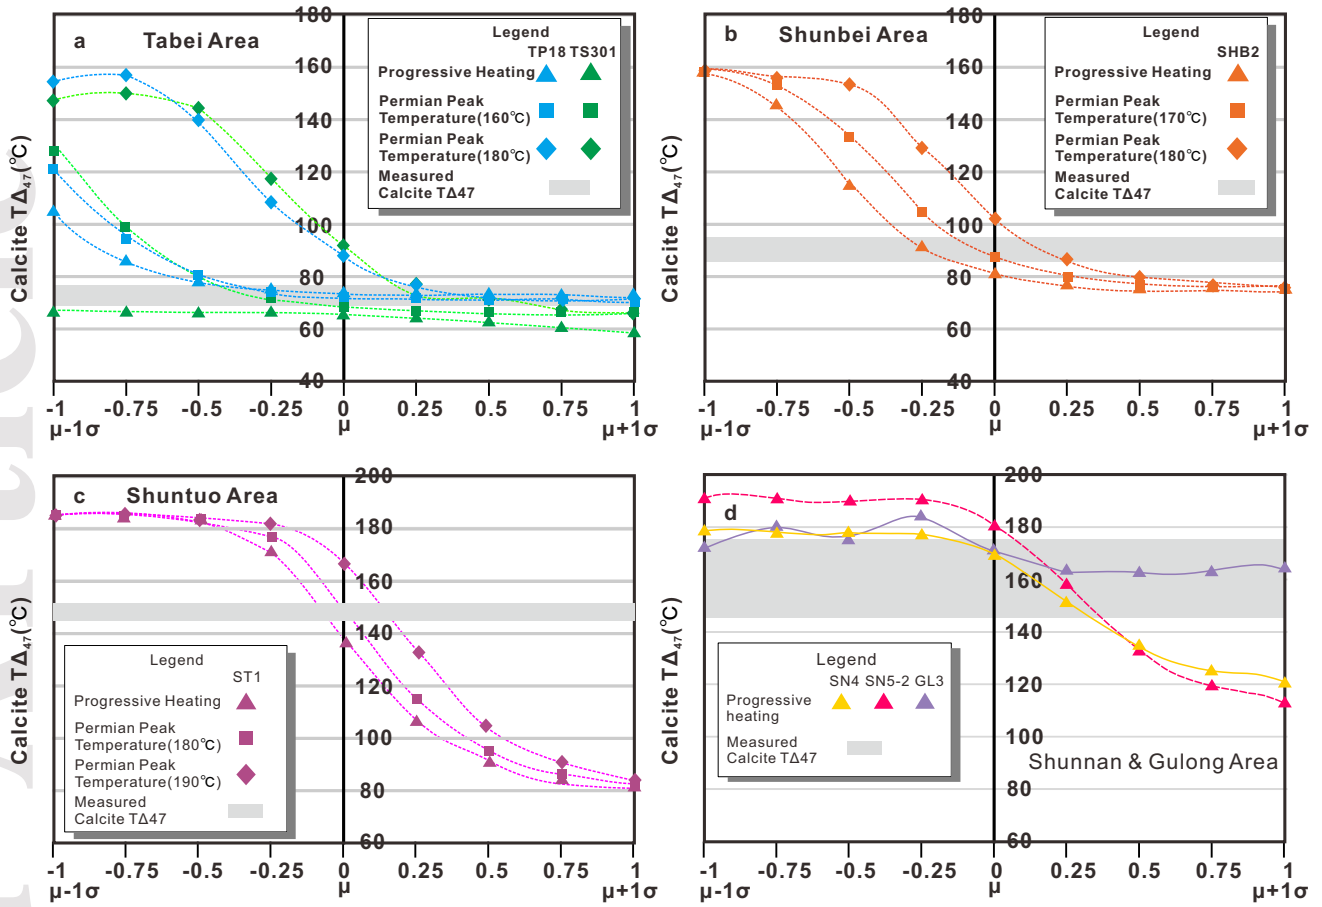 a Tabei Area
Calcite TΔ47(℃)
180
160
140
120
100
80
60
40
Legend
TP18 TS301
Progressive Heating
Permian Peak
Temperature(160℃)
Permian Peak
Temperature(180℃)
Measured
Calcite TΔ47
-1 -0.75 -0.5 -0.25 0 0.25 0.5 0.75 1
μ-1σ μ μ+1σ
b Shunbei Area
Calcite TΔ47(℃)
180
160
140
120
100
80
60
40
Legend
SHB2
Progressive Heating
Permian Peak
Temperature(170℃)
Permian Peak
Temperature(180℃)
Measured
Calcite TΔ47
-1 -0.75 -0.5 -0.25 0 0.25 0.5 0.75 1
μ-1σ μ μ+1σ
c Shuntuo Area
Calcite TΔ47(℃)
200
180
160
140
120
100
80
60
Legend
ST1
Progressive Heating
Permian Peak
Temperature(180℃)
Permian Peak
Temperature(190℃)
Measured
Calcite TΔ47
-1 -0.75 -0.5 -0.25 0 0.25 0.5 0.75 1
μ-1σ μ μ+1σ
d
Calcite TΔ47(℃)
200
180
160
140
120
100
80
60
Legend
SN4 SN5-2 GL3
Progressive
heating
Measured
Calcite TΔ47
Shunnan & Gulong Area
-1 -0.75 -0.5 -0.25 0 0.25 0.5 0.75 1
μ-1σ μ μ+1σ